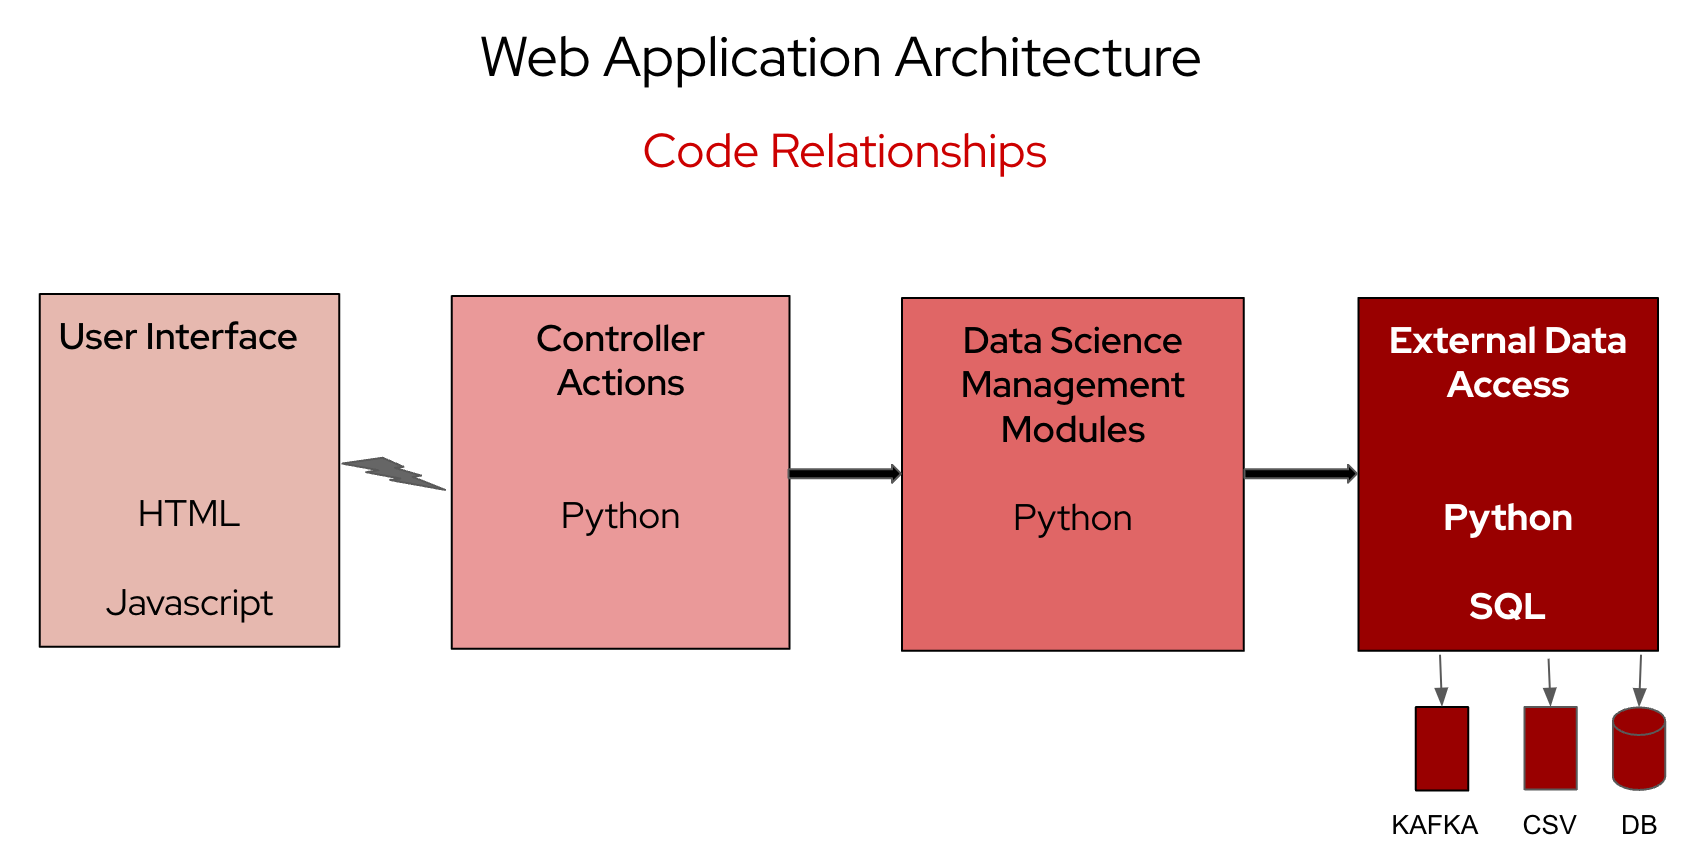 Web Application Architecture
Code Relationships
User Interface
HTML
Javascript
Controller
Actions
Python
Data Science
Management
Modules
Python
External Data
Access
Python
SQL
KAFKA
CSV
DB